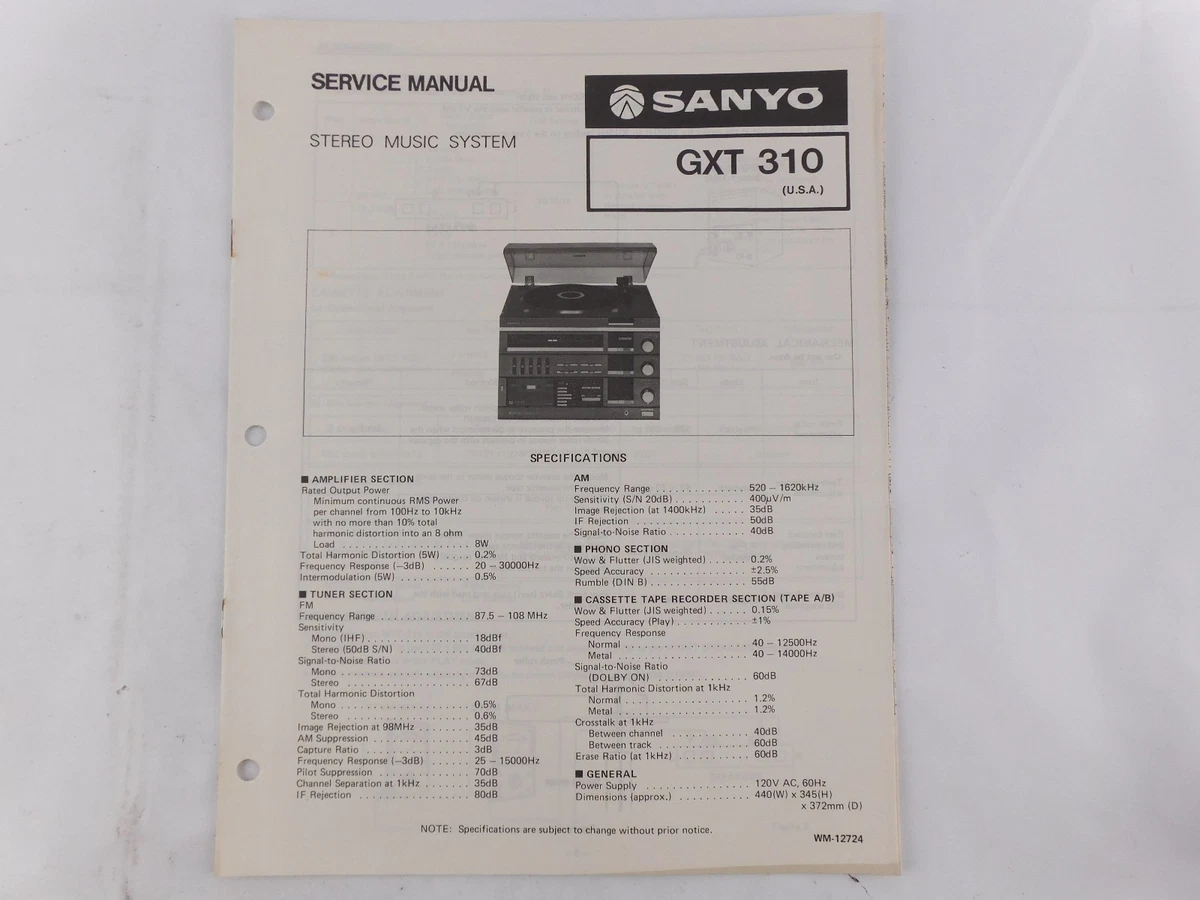 SERVICE MANUAL
SANYO
STEREO MUSIC SYSTEM
GXT 310
(U.S.A.)
SPECIFICATIONS
■ AMPLIFIER SECTION
Rated Output Power
Minimum continuous RMS Power
per channel from 100Hz to 10kHz
with no more than 10% total
harmonic distortion into an 8 ohm
Load . . . . . . . . . . . . . . . . . . . 8W
Total Harmonic Distortion (5W) . . . . 0.2%
Frequency Response (−3dB) . . . . . . 20 − 30000Hz
Intermodulation (5W) . . . . . . . . . . . 0.5%
■ TUNER SECTION
FM
Frequency Range . . . . . . . . . . . . . . 87.5 − 108 MHz
Sensitivity
Mono (IHF) . . . . . . . . . . . . . . . . 18dBf
Stereo (50dB S/N) . . . . . . . . . . . 40dBf
Signal-to-Noise Ratio
Mono . . . . . . . . . . . . . . . . . . . . 73dB
Stereo . . . . . . . . . . . . . . . . . . . 67dB
Total Harmonic Distortion
Mono . . . . . . . . . . . . . . . . . . . . 0.5%
Stereo . . . . . . . . . . . . . . . . . . . 0.6%
Image Rejection at 98MHz . . . . . . . . 35dB
AM Suppression . . . . . . . . . . . . . . 45dB
Capture Ratio . . . . . . . . . . . . . . . . 3dB
Frequency Response (−3dB) . . . . . . 25 − 15000Hz
Pilot Suppression . . . . . . . . . . . . . . 70dB
Channel Separation at 1kHz . . . . . . . 35dB
IF Rejection . . . . . . . . . . . . . . . . . 80dB
AM
Frequency Range . . . . . . . . . . . . . 520 − 1620kHz
Sensitivity (S/N 20dB) . . . . . . . . . . 400μV/m
Image Rejection (at 1400kHz) . . . . . 35dB
IF Rejection . . . . . . . . . . . . . . . . 50dB
Signal-to-Noise Ratio . . . . . . . . . . . 40dB
■ PHONO SECTION
Wow & Flutter (JIS weighted) . . . . . . 0.2%
Speed Accuracy . . . . . . . . . . . . . . ±2.5%
Rumble (DIN B) . . . . . . . . . . . . . . 55dB
■ CASSETTE TAPE RECORDER SECTION (TAPE A/B)
Wow & Flutter (JIS weighted) . . . . . . 0.15%
Speed Accuracy (Play) . . . . . . . . . . . ±1%
Frequency Response
Normal . . . . . . . . . . . . . . . . . . . 40 − 12500Hz
Metal . . . . . . . . . . . . . . . . . . . . 40 − 14000Hz
Signal-to-Noise Ratio
(DOLBY ON) . . . . . . . . . . . . . . . 60dB
Total Harmonic Distortion at 1kHz
Normal . . . . . . . . . . . . . . . . . . . 1.2%
Metal . . . . . . . . . . . . . . . . . . . . 1.2%
Crosstalk at 1kHz
Between channel . . . . . . . . . . . . 40dB
Between track . . . . . . . . . . . . . . 60dB
Erase Ratio (at 1kHz) . . . . . . . . . . . 60dB
■ GENERAL
Power Supply . . . . . . . . . . . . . . . . 120V AC, 60Hz
Dimensions (approx.) . . . . . . . . . . . 440(W) x 345(H)
x 372mm (D)
NOTE: Specifications are subject to change without prior notice.
WM-12724